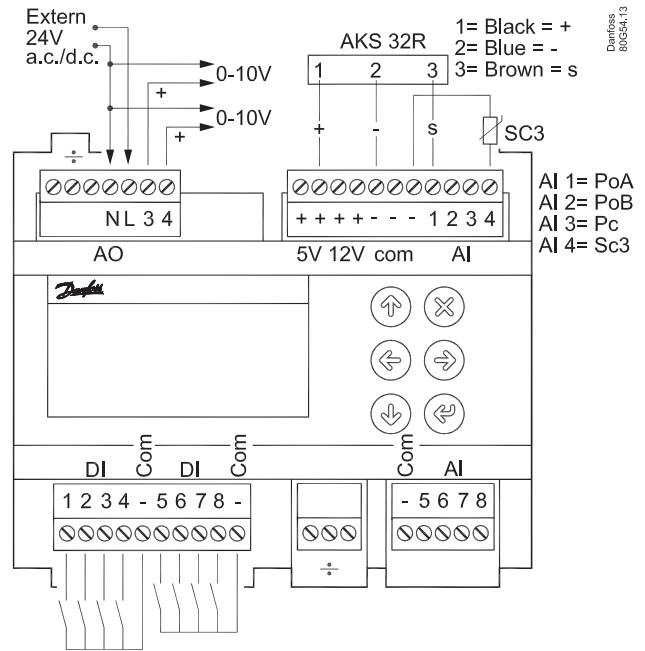 Extern
24V
a.c./d.c.
0-10V
+
0-10V
+
AKS 32R
1 2 3
1= Black = +
2= Blue = -
3= Brown = s
Danfoss
80G54.13
+ - s
SC3
÷
N L 3 4
+ + + + - - - 1 2 3 4
AI 1= PoA
AI 2= PoB
AI 3= Pc
AI 4= Sc3
AO
5V 12V com AI
Danfoss
DI Com DI Com
Com AI
1 2 3 4 - 5 6 7 8 -
- 5 6 7 8
÷